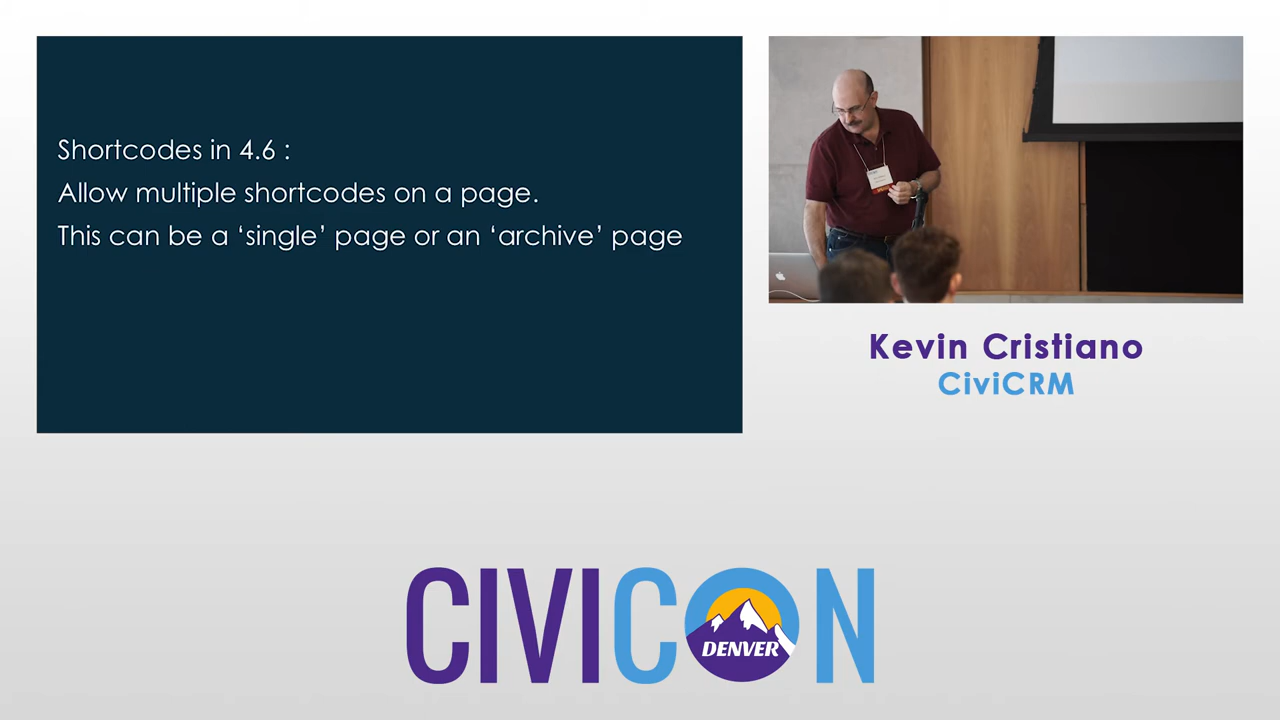 Shortcodes in 4.6 :
Allow multiple shortcodes on a page.
This can be a ‘single’ page or an ‘archive’ page
Kevin Cristiano
CiviCRM
CIVICON
DENVER